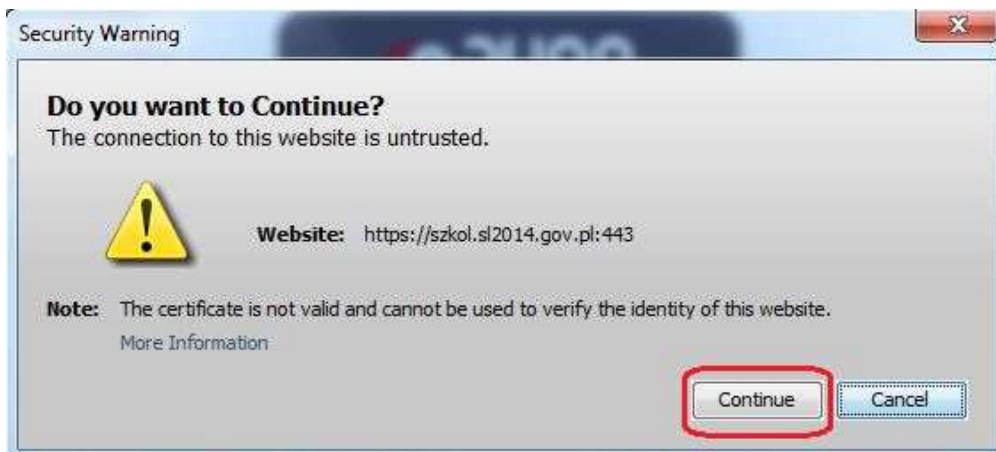 Security Warning
Do you want to Continue?
The connection to this website is untrusted.
Website: https://szkol.sl2014.gov.pl:443
Note: The certificate is not valid and cannot be used to verify the identity of this website.
More Information
Continue Cancel